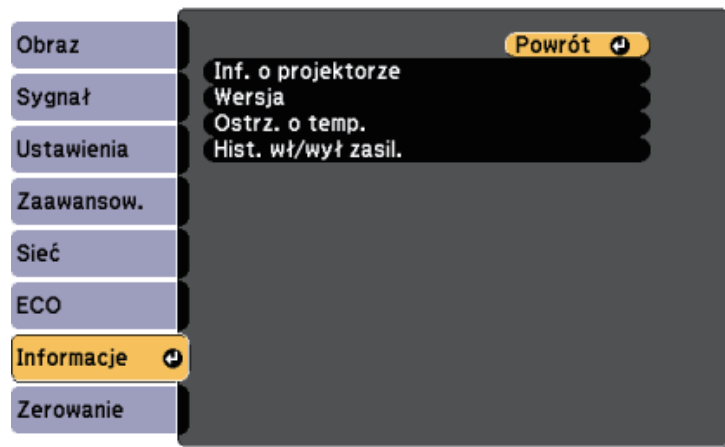 Obraz
Sygnał
Ustawienia
Zaawansow.
Sieć
ECO
Informacje
Zerowanie
Powrót
Inf. o projektorze
Wersja
Ostrz. o temp.
Hist. wł/wył zasil.